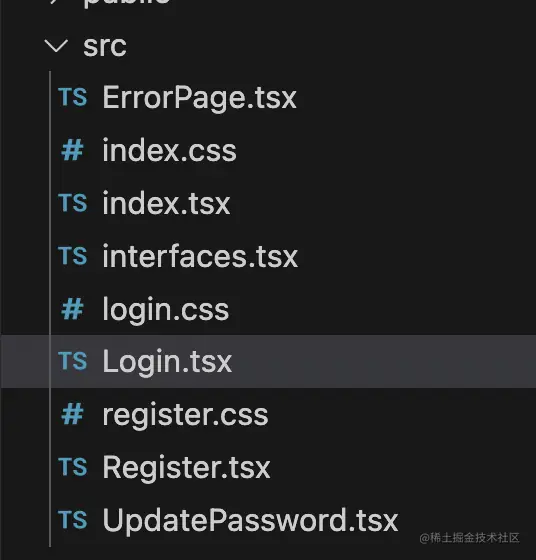 public
src
TS ErrorPage.tsx
# index.css
TS index.tsx
TS interfaces.tsx
# login.css
TS Login.tsx
# register.css
TS Register.tsx
TS UpdatePassword.tsx
@稀土掘金技术社区